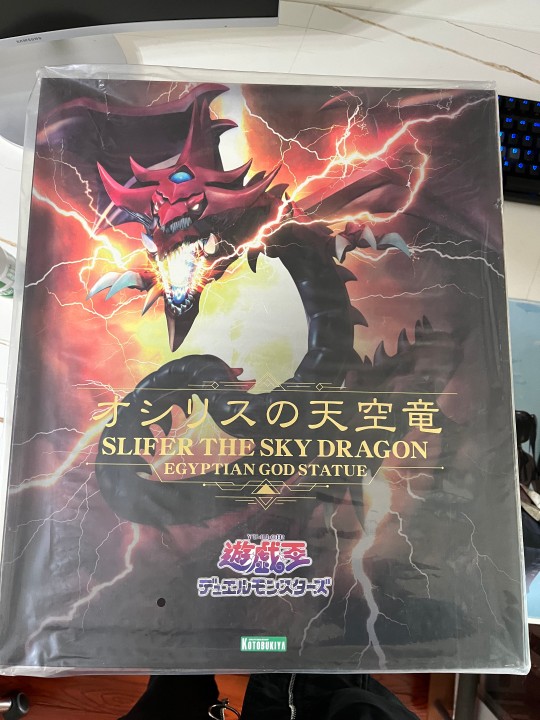 SAMSUNG
オシリスの天空竜
SLIFER THE SKY DRAGON
EGYPTIAN GOD STATUE
YU-GI-OH!
遊戯王
デュエルモンスターズ
KOTOBUKIYA